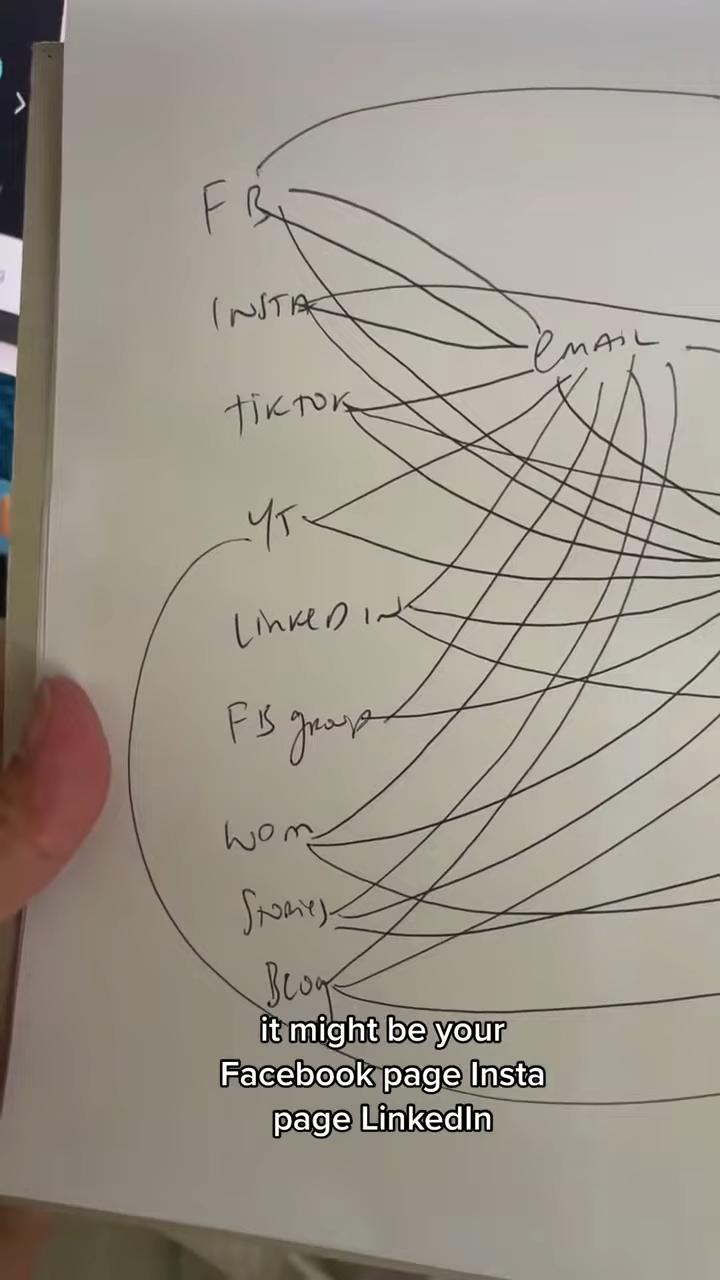 FB
INSTA
EMAIL
TIKTOK
YT
LINKEDIN
FB group
WOM
Stories
BLOG
it might be your
Facebook page Insta
page LinkedIn